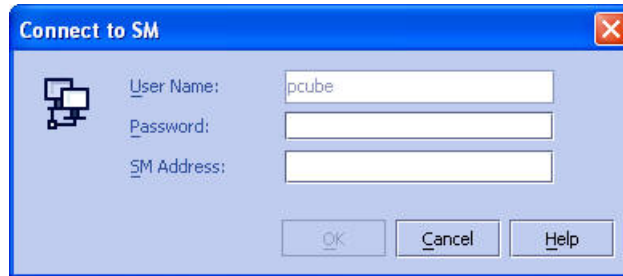 Connect to SM
User Name: pcube
Password:
SM Address:
OK Cancel Help